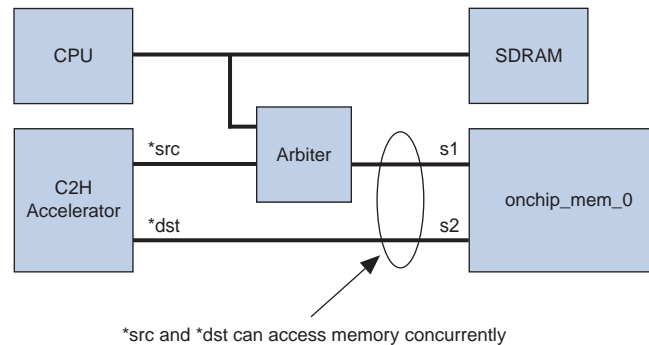 CPU
SDRAM
*src
Arbiter
s1
C2H
Accelerator
onchip_mem_0
*dst
s2
*src and *dst can access memory concurrently